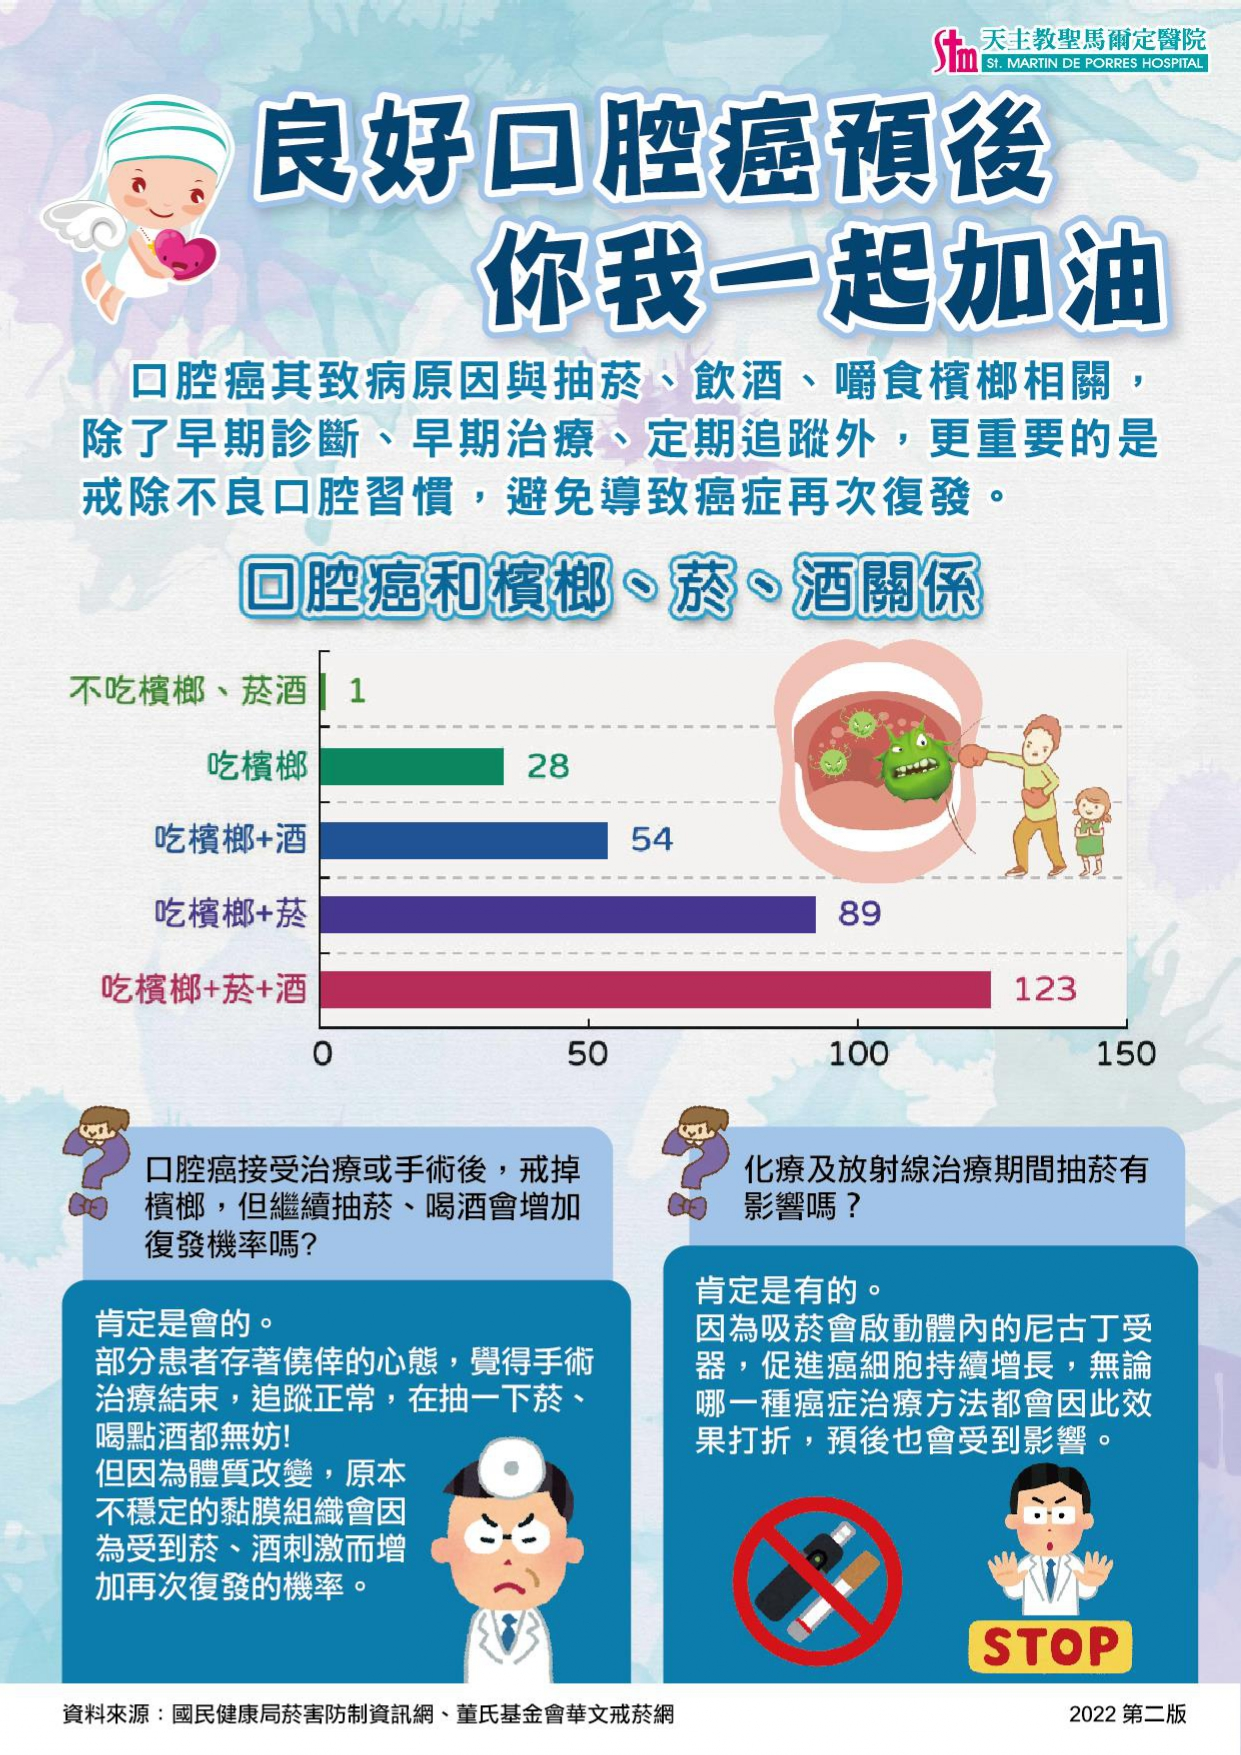 天主教聖馬爾定醫院
St. MARTIN DE PORRES HOSPITAL
良好口腔癌預後
你我一起加油
口腔癌其致病原因與抽菸、飲酒、嚼食檳榔相關，
除了早期診斷、早期治療、定期追蹤外，更重要的是
戒除不良口腔習慣，避免導致癌症再次復發。
口腔癌和檳榔、菸、酒關係
不吃檳榔、菸酒 1
吃檳榔 28
吃檳榔+酒 54
吃檳榔+菸 89
吃檳榔+菸+酒 123
0 50 100 150
口腔癌接受治療或手術後，戒掉
檳榔，但繼續抽菸、喝酒會增加
復發機率嗎?
肯定是會的。
部分患者存著僥倖的心態，覺得手術
治療結束，追蹤正常，在抽一下菸、
喝點酒都無妨!
但因為體質改變，原本
不穩定的黏膜組織會因
為受到菸、酒刺激而增
加再次復發的機率。
化療及放射線治療期間抽菸有
影響嗎？
肯定是有的。
因為吸菸會啟動體內的尼古丁受
器，促進癌細胞持續增長，無論
哪一種癌症治療方法都會因此效
果打折，預後也會受到影響。
STOP
資料來源：國民健康局菸害防制資訊網、董氏基金會華文戒菸網
2022 第二版